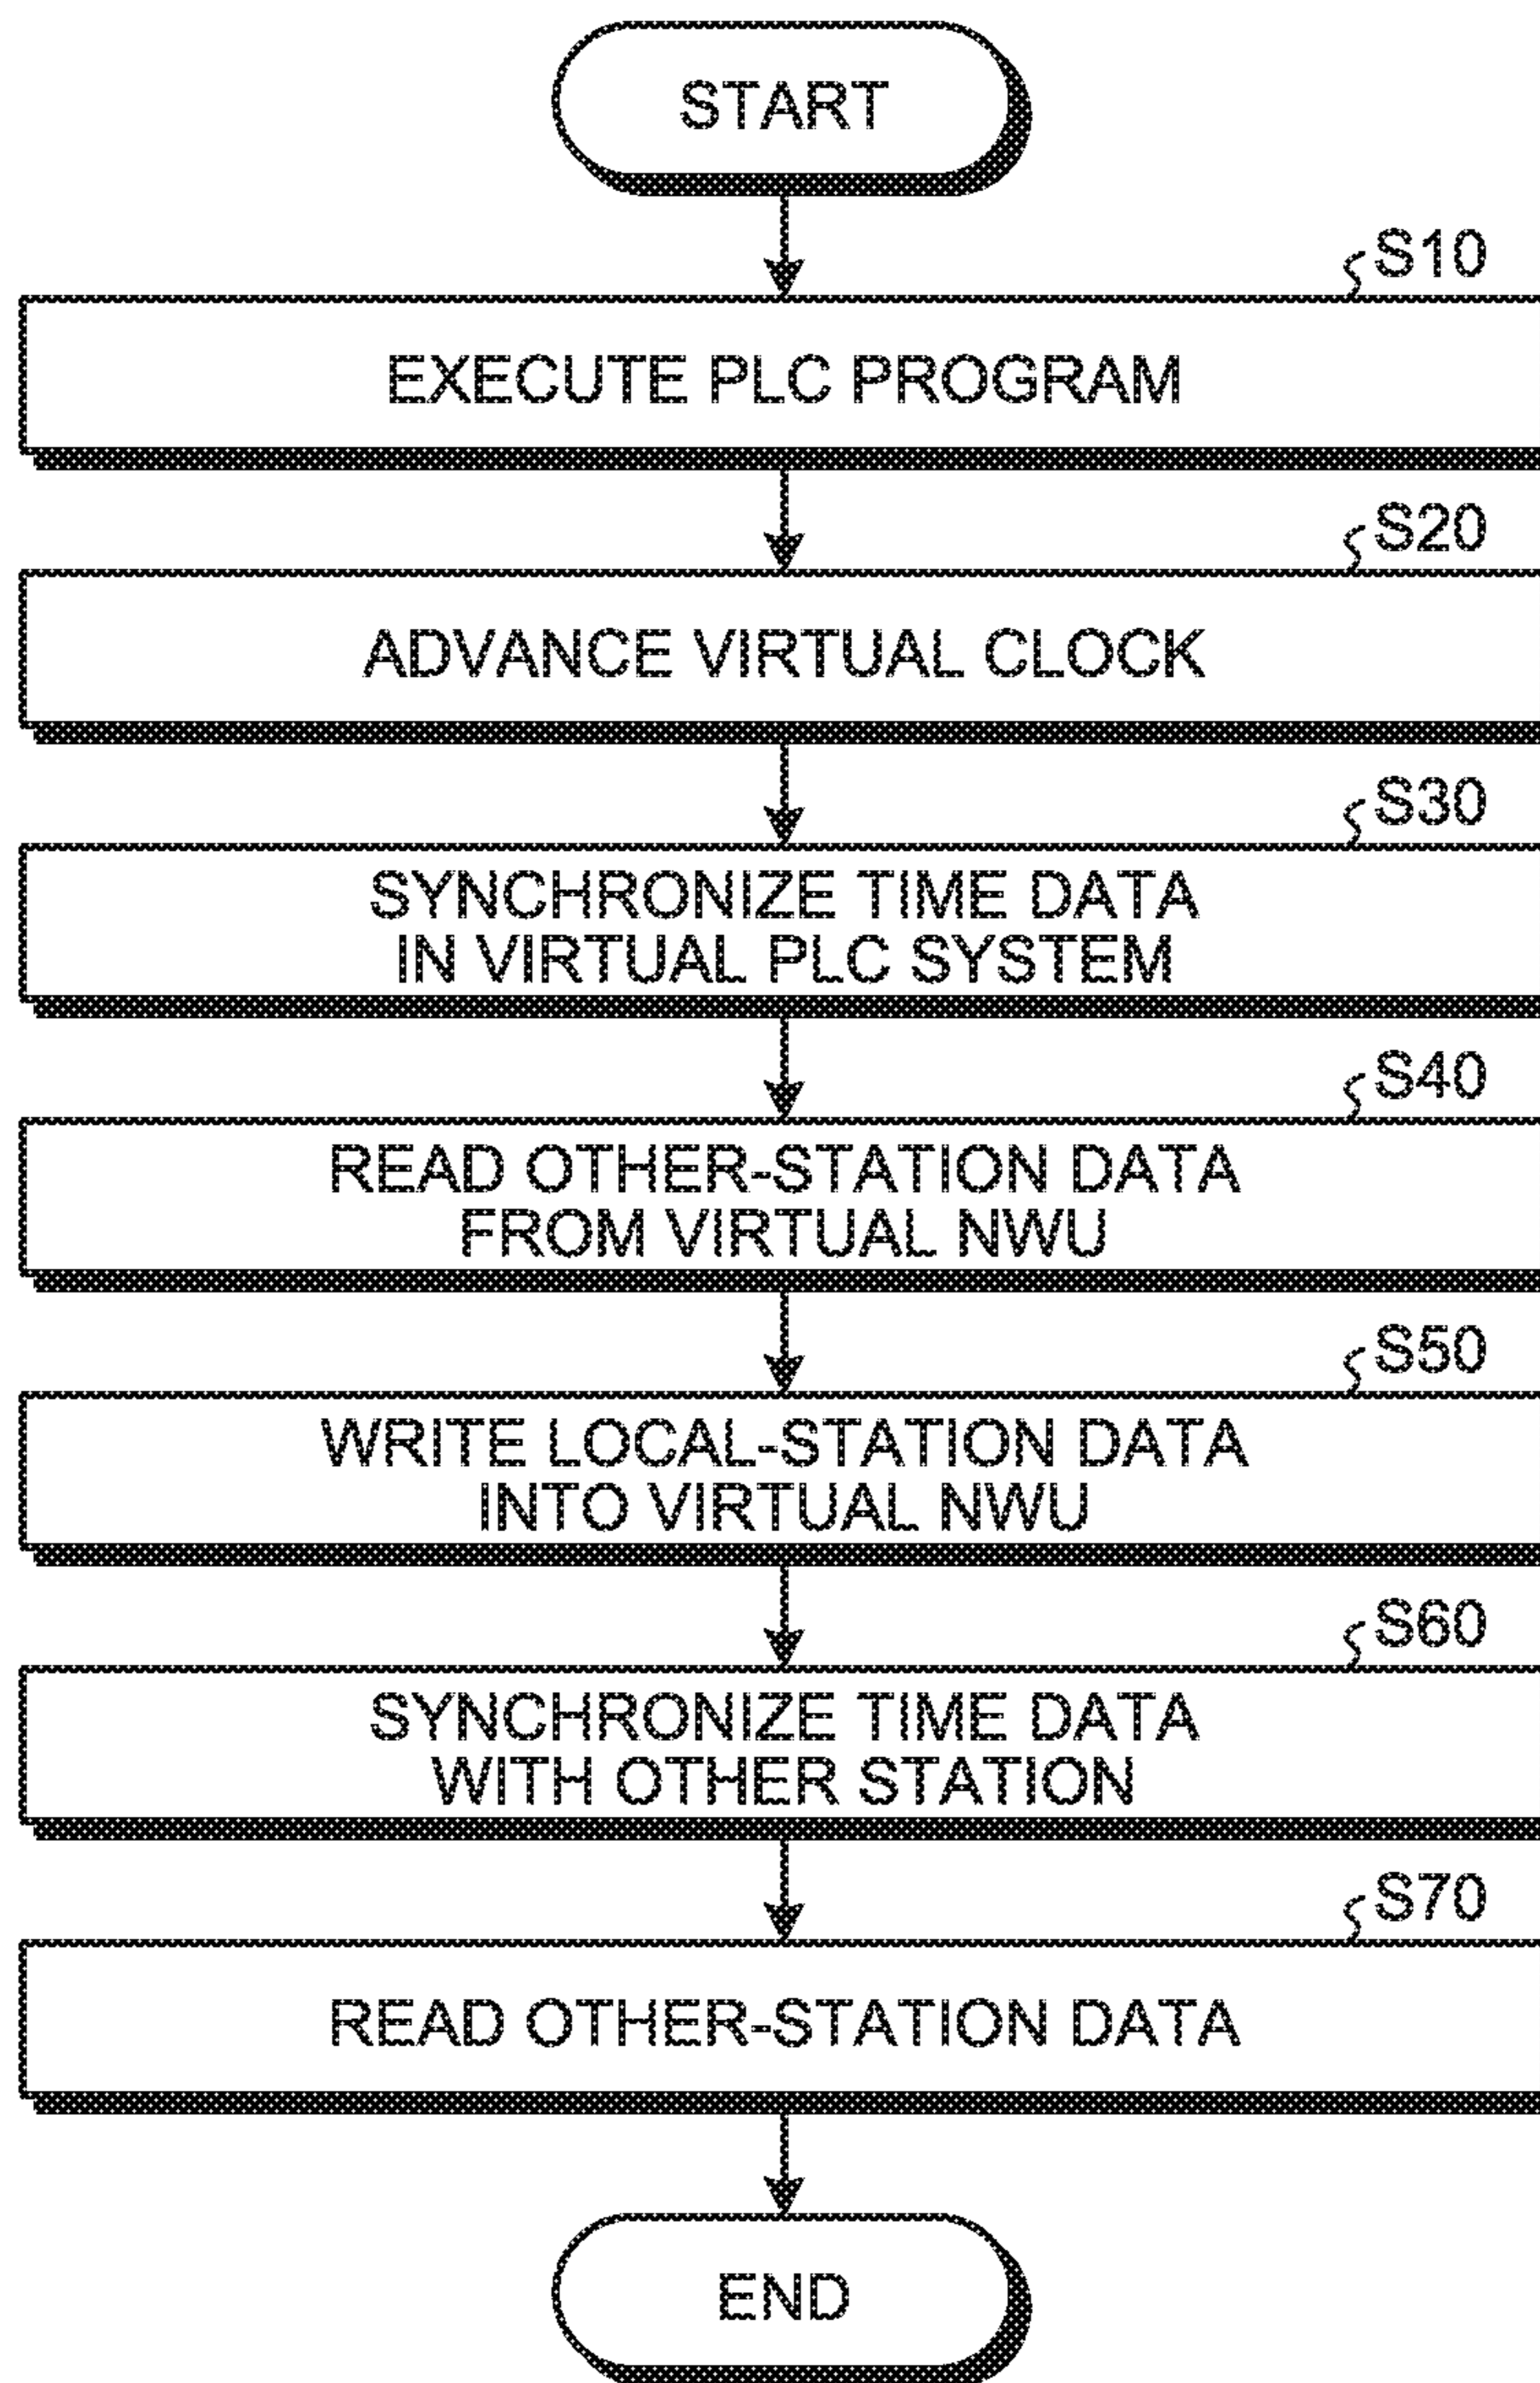 START
S10
EXECUTE PLC PROGRAM
S20
ADVANCE VIRTUAL CLOCK
S30
SYNCHRONIZE TIME DATA
IN VIRTUAL PLC SYSTEM
S40
READ OTHER-STATION DATA
FROM VIRTUAL NWU
S50
WRITE LOCAL-STATION DATA
INTO VIRTUAL NWU
S60
SYNCHRONIZE TIME DATA
WITH OTHER STATION
S70
READ OTHER-STATION DATA
END